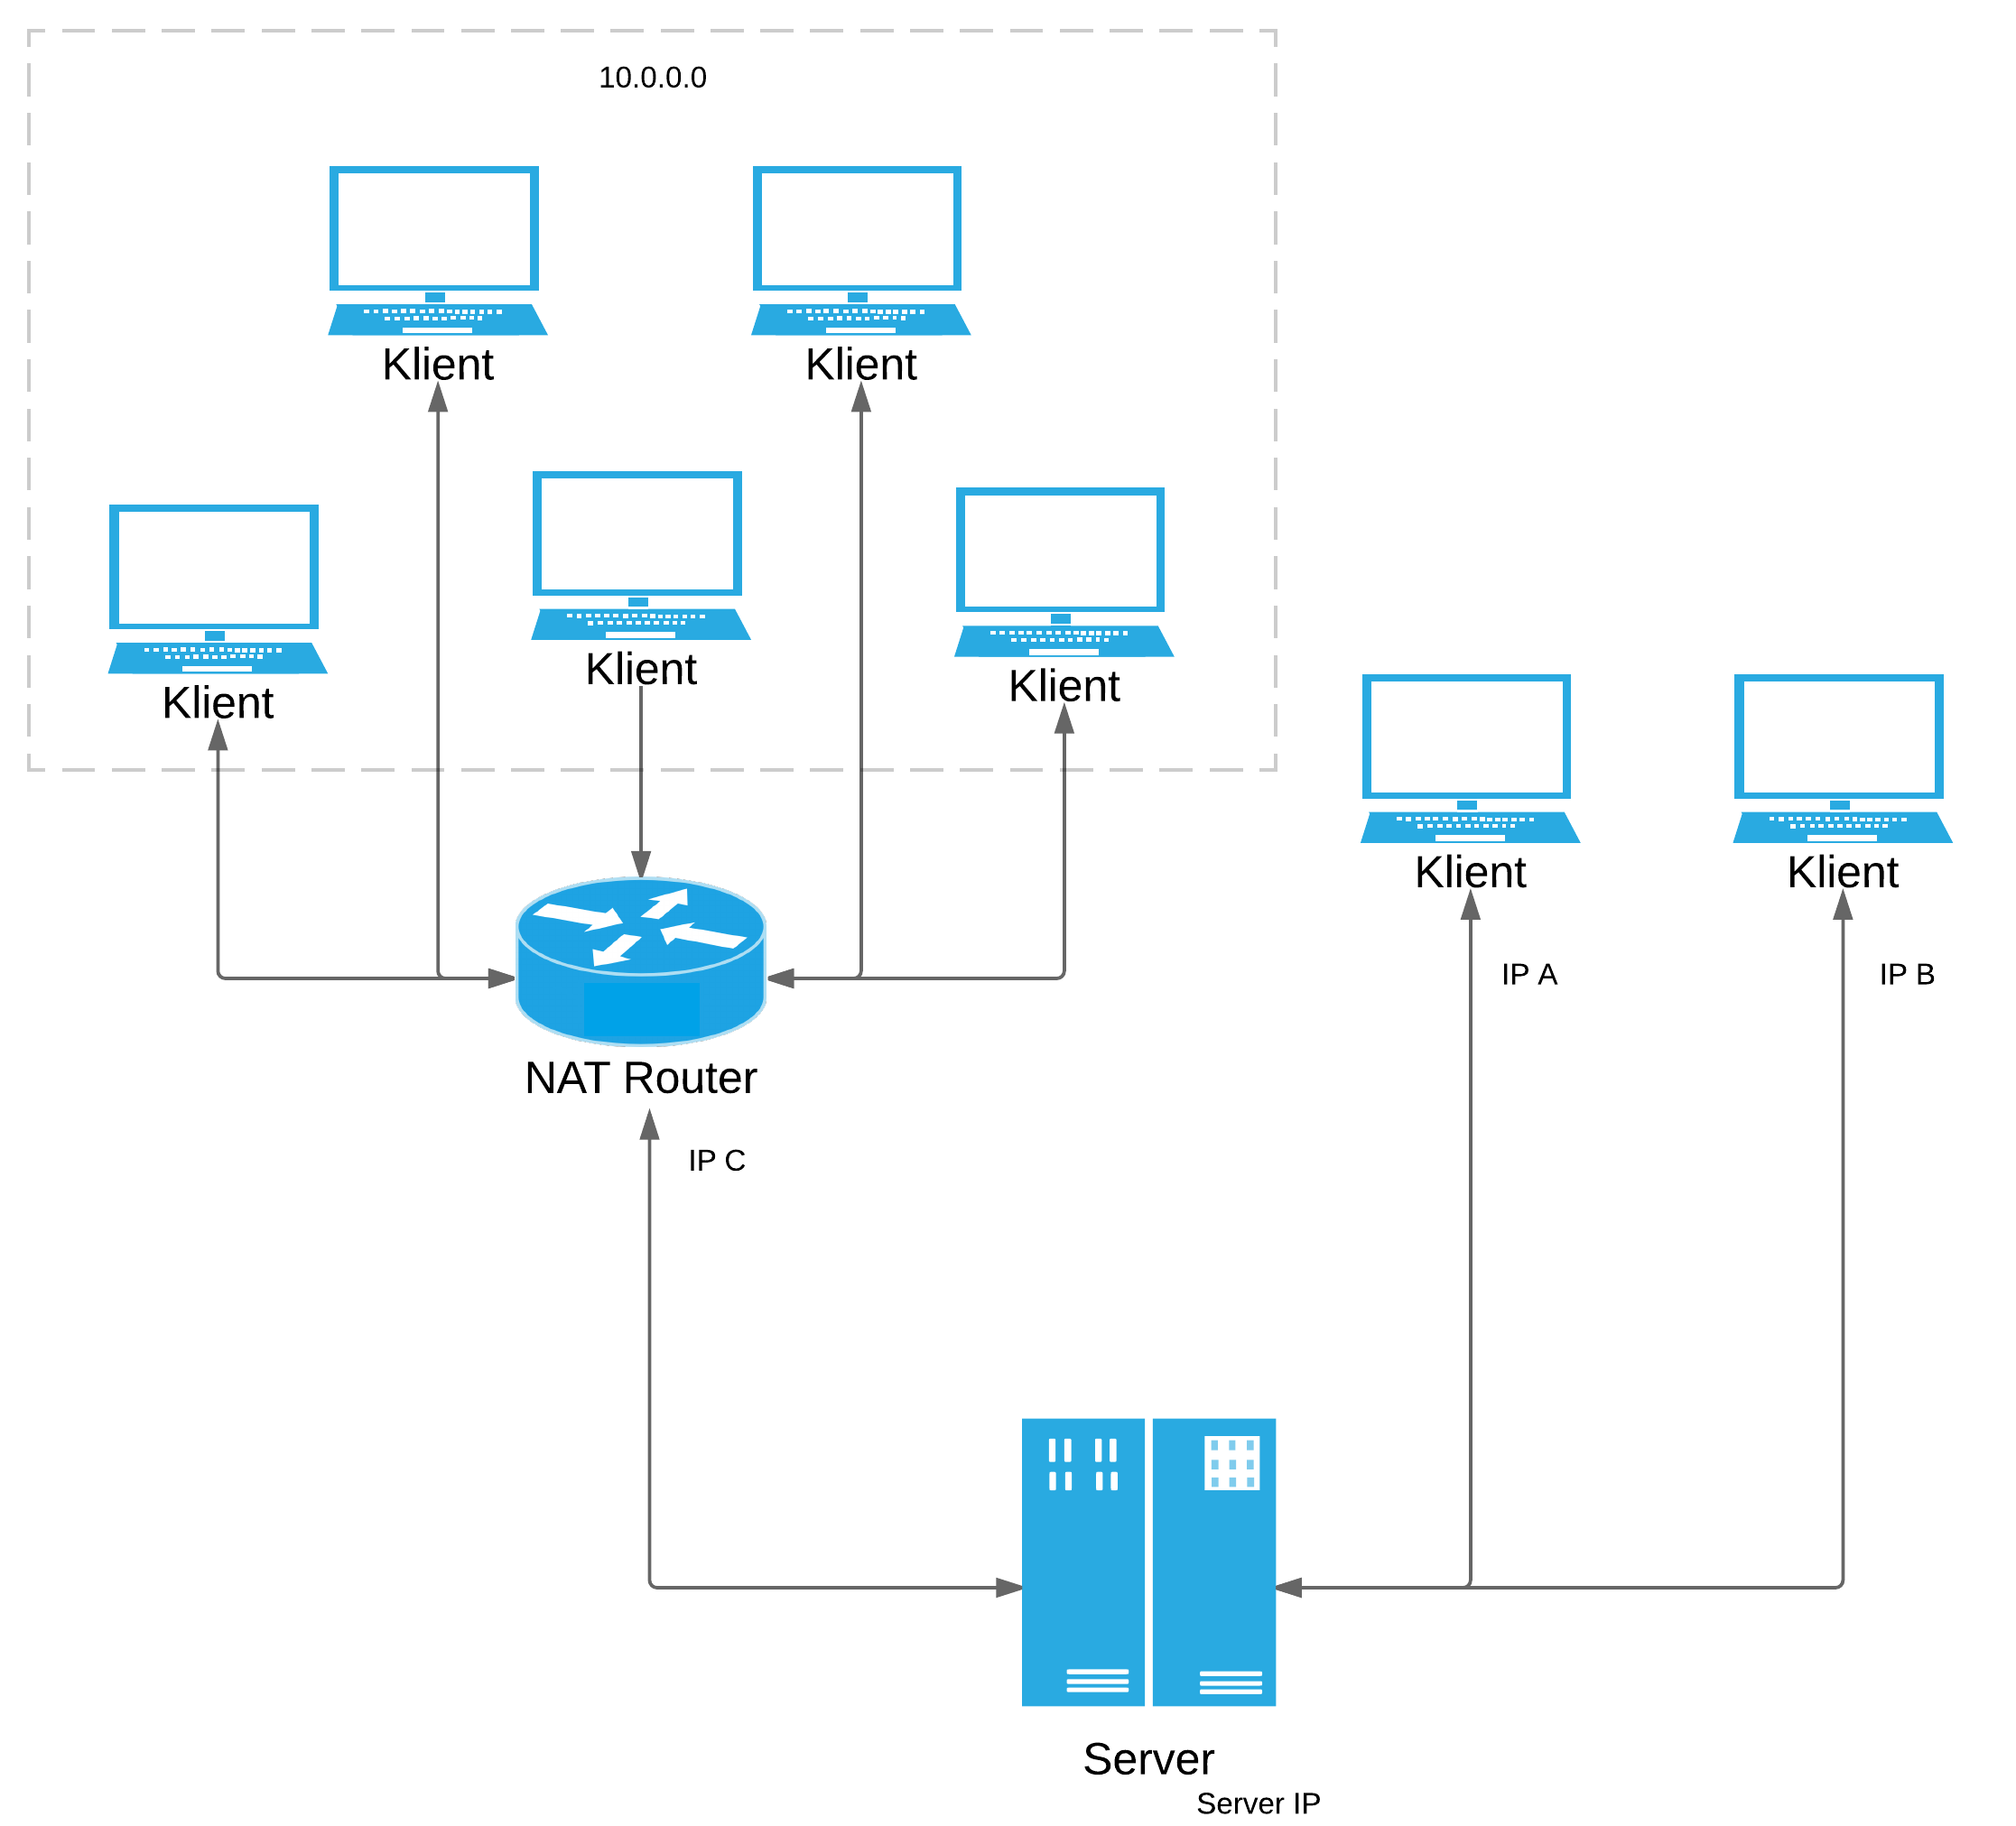 10.0.0.0
Klient
Klient
Klient
Klient
Klient
Klient
Klient
IP A
IP B
NAT Router
IP C
Server
Server IP